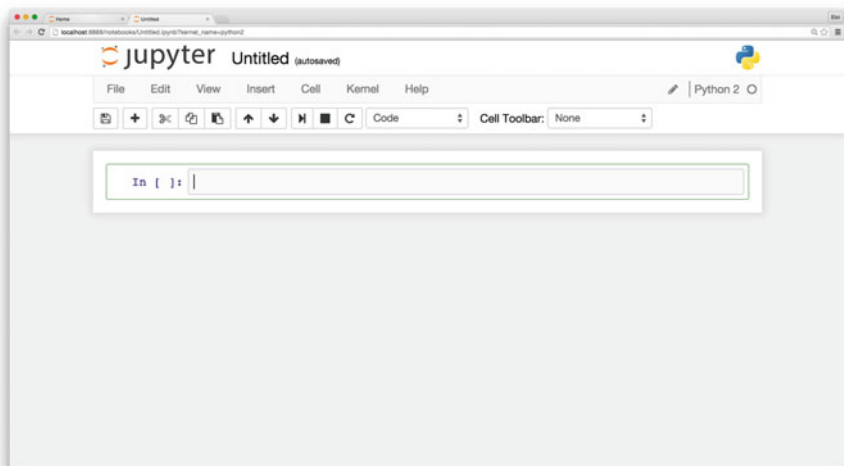 Home Untitled Elsi
localhost:8888/notebooks/Untitled.ipynb?kernel_name=python2
jupyter Untitled (autosaved)
File Edit View Insert Cell Kernel Help Python 2
Code Cell Toolbar: None
In [ ]: